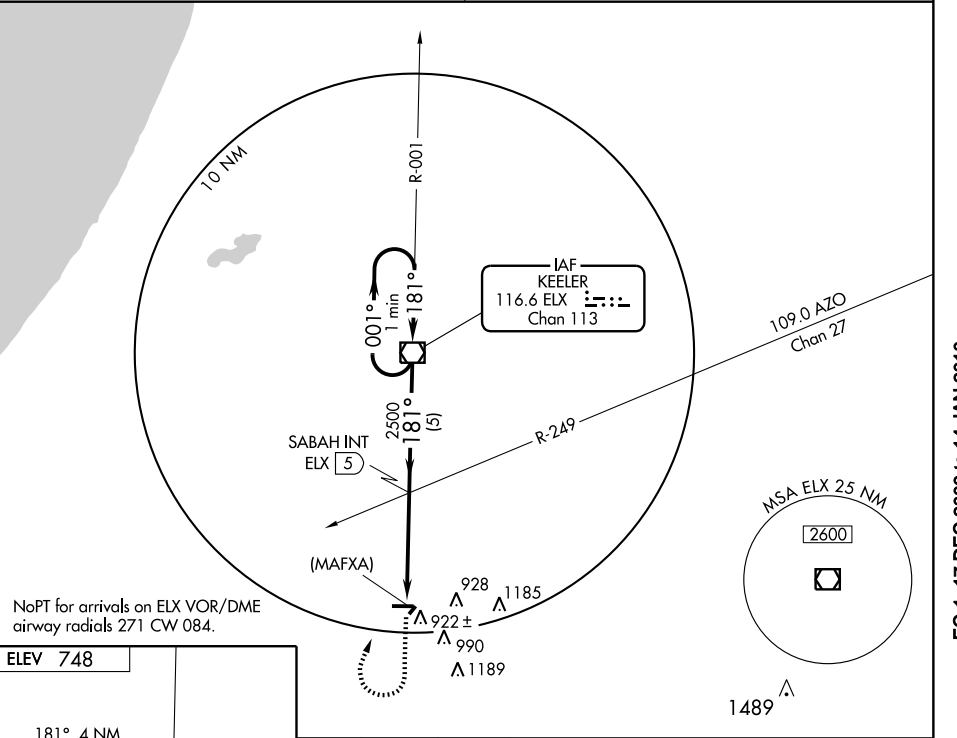 10 NM
R-001
001°
1 min
181°
IAF
KEELER
116.6 ELX
Chan 113
109.0 AZO
Chan 27
2500
181°
(5)
R-249
SABAH INT
ELX 5
MSA ELX 25 NM
2600
(MAFXA)
928
1185
922 ±
990
1189
1489
NoPT for arrivals on ELX VOR/DME
airway radials 271 CW 084.
ELEV 748
181° 4 NM